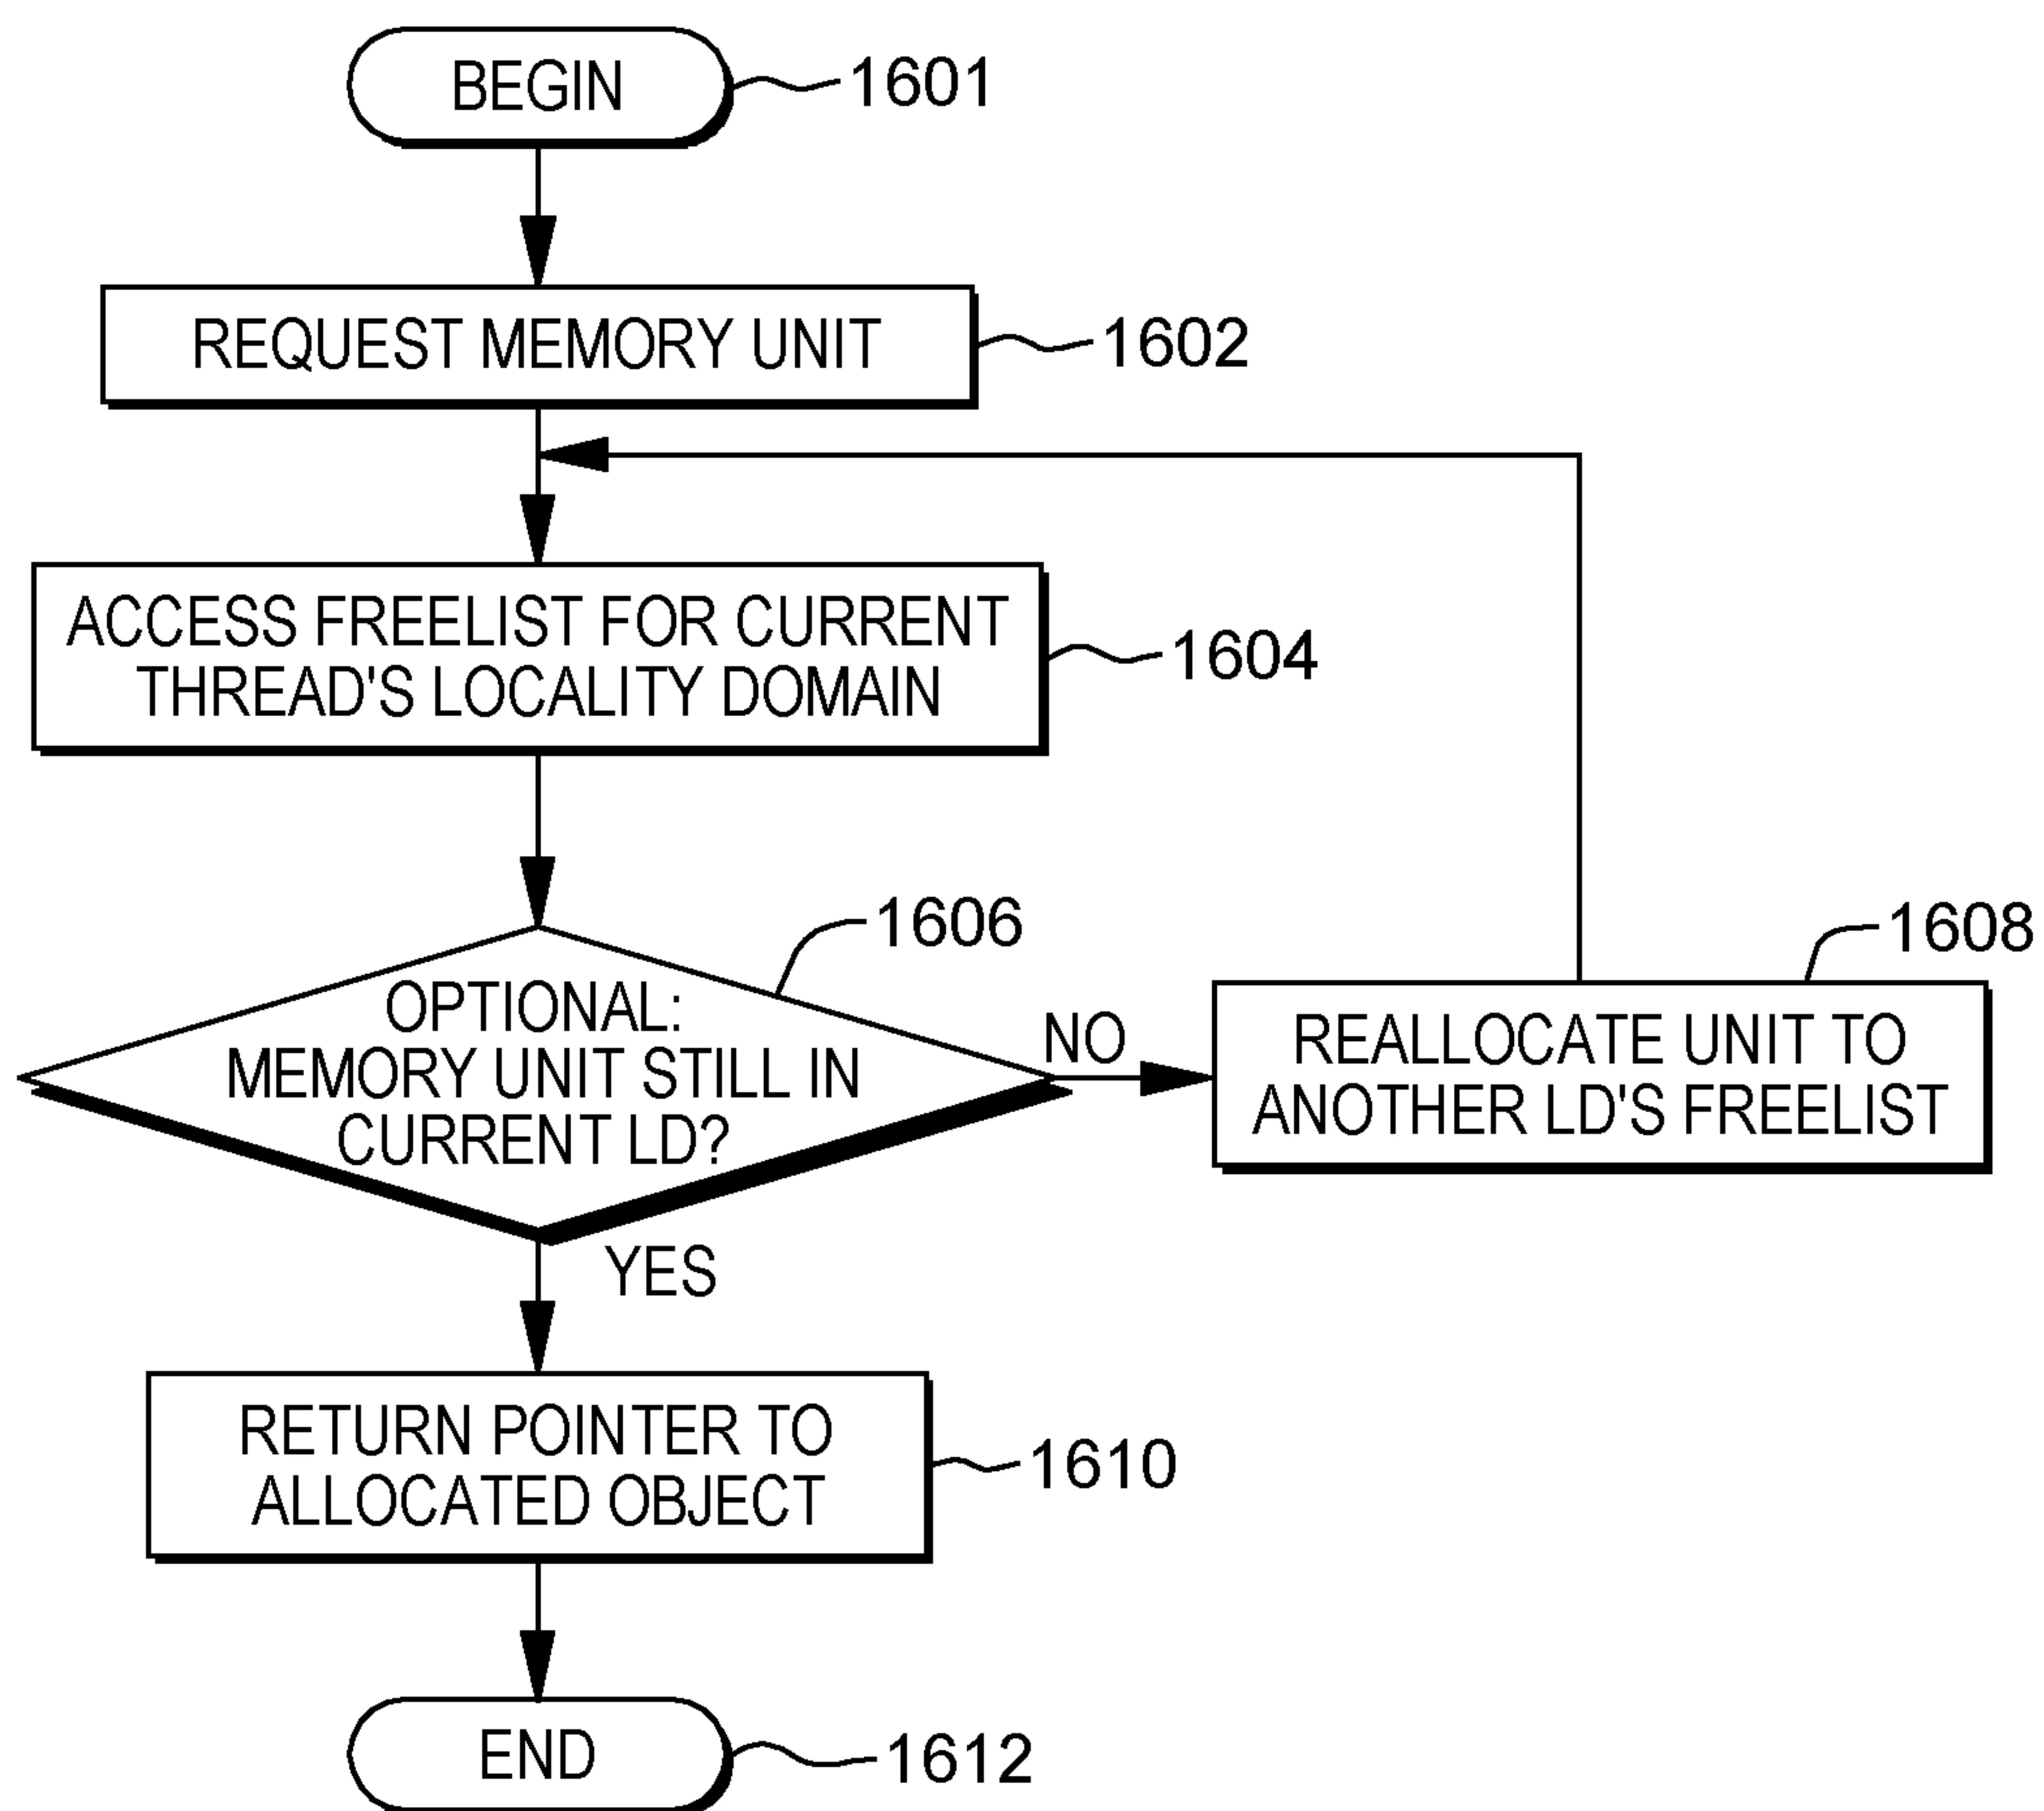 BEGIN
1601
REQUEST MEMORY UNIT
1602
ACCESS FREELIST FOR CURRENT
THREAD'S LOCALITY DOMAIN
1604
1606
OPTIONAL:
MEMORY UNIT STILL IN
CURRENT LD?
NO
1608
REALLOCATE UNIT TO
ANOTHER LD'S FREELIST
YES
RETURN POINTER TO
ALLOCATED OBJECT
1610
END
1612